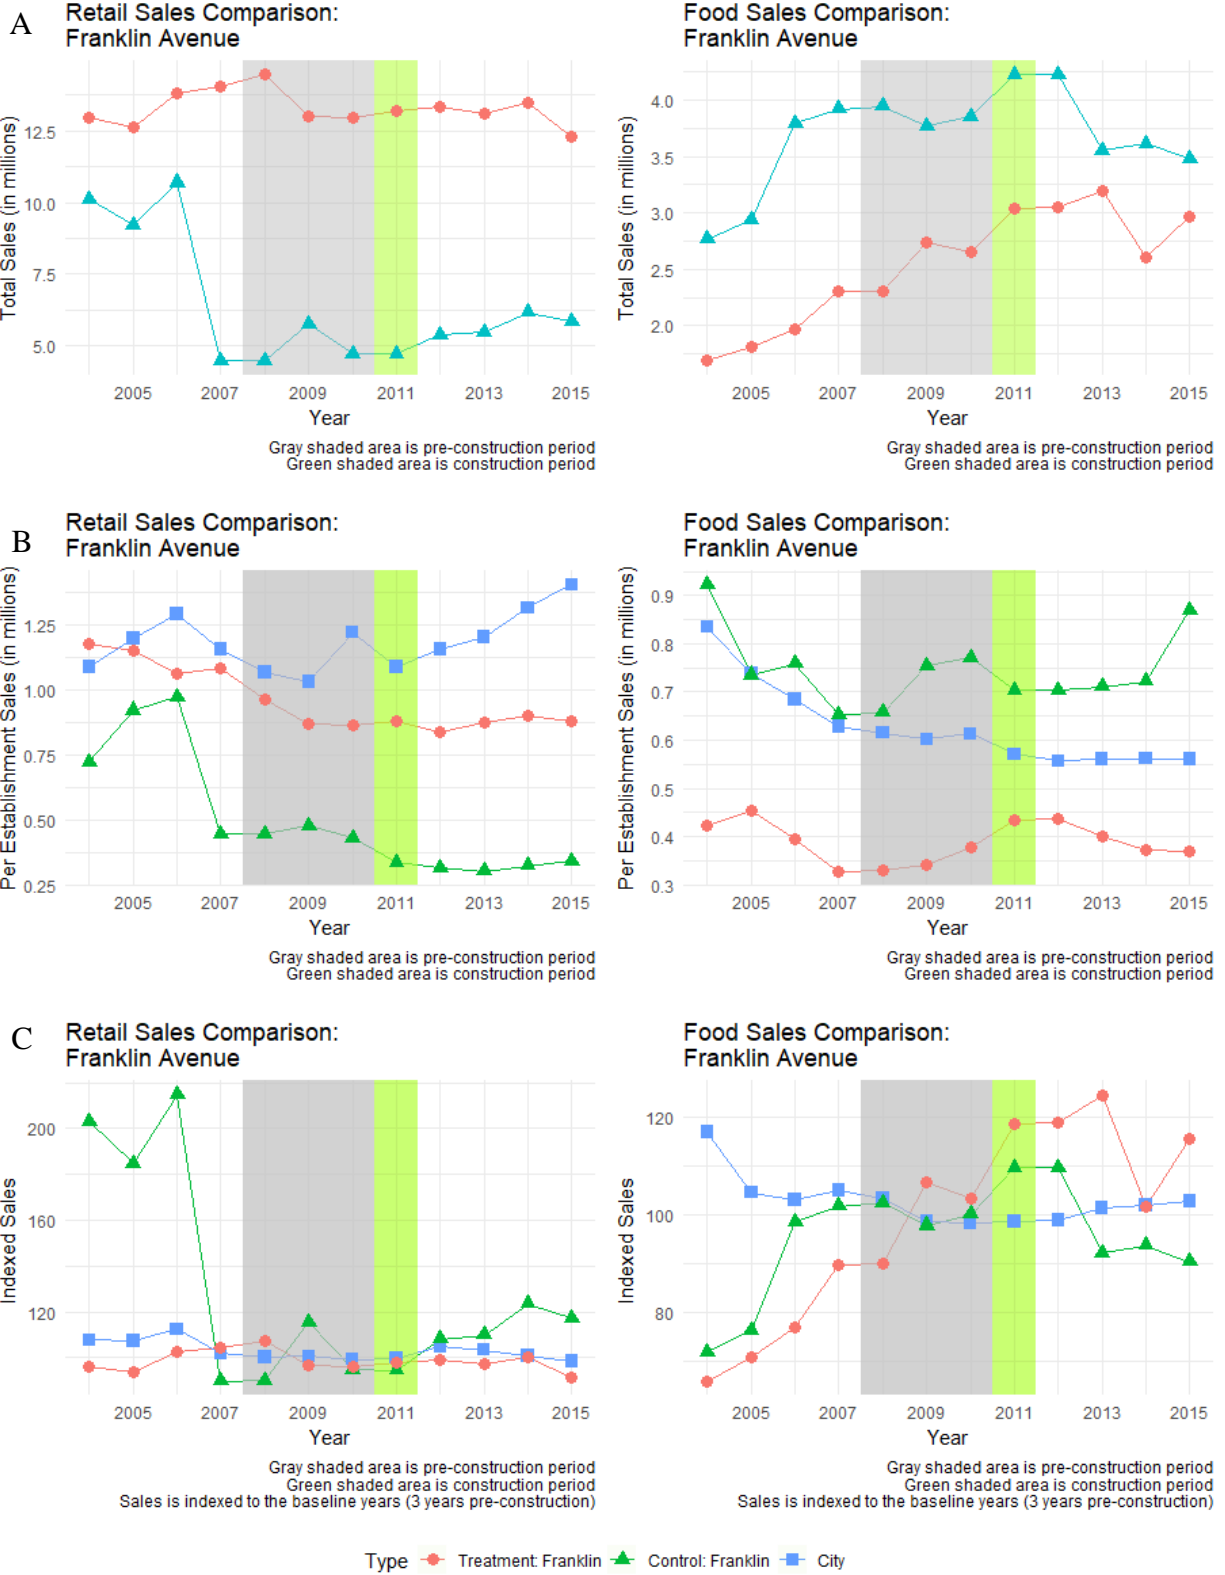 A
Retail Sales Comparison:
Franklin Avenue
Total Sales (in millions)
12.5
10.0
7.5
5.0
2005 2007 2009 2011 2013 2015
Year
Gray shaded area is pre-construction period
Green shaded area is construction period
Food Sales Comparison:
Franklin Avenue
Total Sales (in millions)
4.0
3.5
3.0
2.5
2.0
2005 2007 2009 2011 2013 2015
Year
Gray shaded area is pre-construction period
Green shaded area is construction period
B
Retail Sales Comparison:
Franklin Avenue
Per Establishment Sales (in millions)
1.25
1.00
0.75
0.50
0.25
2005 2007 2009 2011 2013 2015
Year
Gray shaded area is pre-construction period
Green shaded area is construction period
Food Sales Comparison:
Franklin Avenue
Per Establishment Sales (in millions)
0.9
0.8
0.7
0.6
0.5
0.4
0.3
2005 2007 2009 2011 2013 2015
Year
Gray shaded area is pre-construction period
Green shaded area is construction period
C
Retail Sales Comparison:
Franklin Avenue
Indexed Sales
200
160
120
2005 2007 2009 2011 2013 2015
Year
Gray shaded area is pre-construction period
Green shaded area is construction period
Sales is indexed to the baseline years (3 years pre-construction)
Food Sales Comparison:
Franklin Avenue
Indexed Sales
120
100
80
2005 2007 2009 2011 2013 2015
Year
Gray shaded area is pre-construction period
Green shaded area is construction period
Sales is indexed to the baseline years (3 years pre-construction)
Type Treatment: Franklin Control: Franklin City